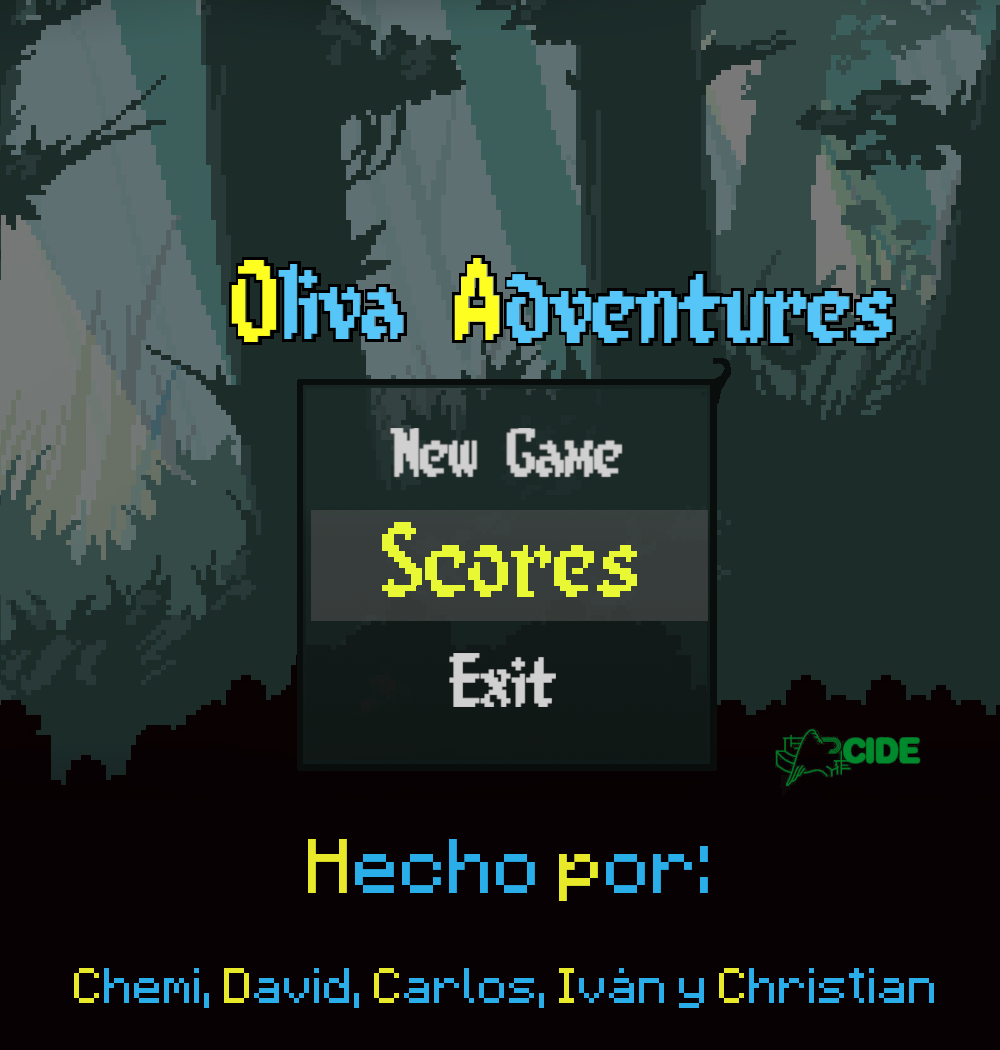 Oliva Adventures
New Game
Scores
Exit
CIDE
Hecho por:
Chemi, David, Carlos, Iván y Christian